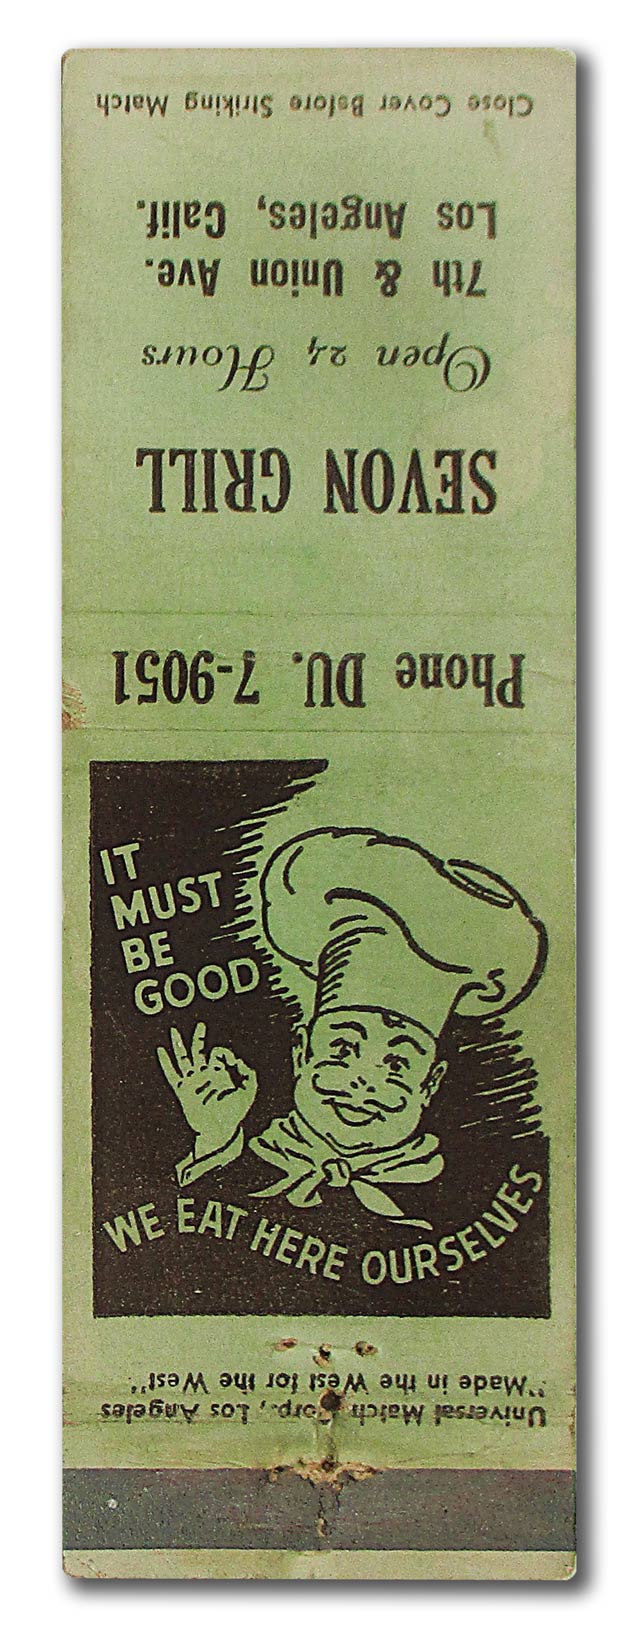 Close Cover Before Striking Match
SEVON GRILL
Open 24 Hours
7th & Union Ave.
Los Angeles, Calif.
Phone DU. 7-9051
IT
MUST
BE
GOOD
WE EAT HERE OURSELVES
Universal Match Corp., Los Angeles
"Made in the West for the West"